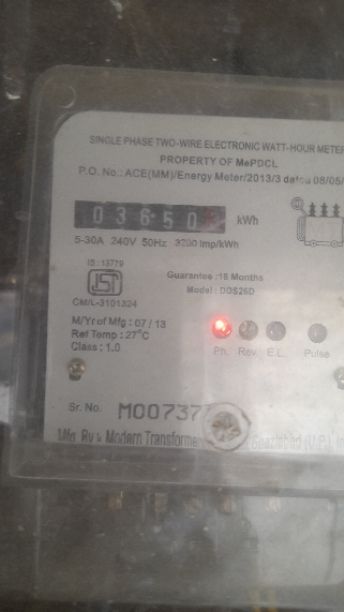 SINGLE PHASE TWO-WIRE ELECTRONIC WATT-HOUR METER
PROPERTY OF MePDCL
P.O. No.: ACE(MM)/Energy Meter/2013/3 dated 08/05/
03650 kWh
5-30A 240V 50Hz 3200 Imp/kWh
IS:13779
ISI
CM/L-3101324
Guarantee :18 Months
Model : DDS26D
M/Yr of Mfg : 07 / 13
Ref Temp : 27°C
Class : 1.0
Ph. Rev. E.L. Pulse
Sr. No. M00737
Mfg. By : Modern Transformer Ghaziabad (U.P.)